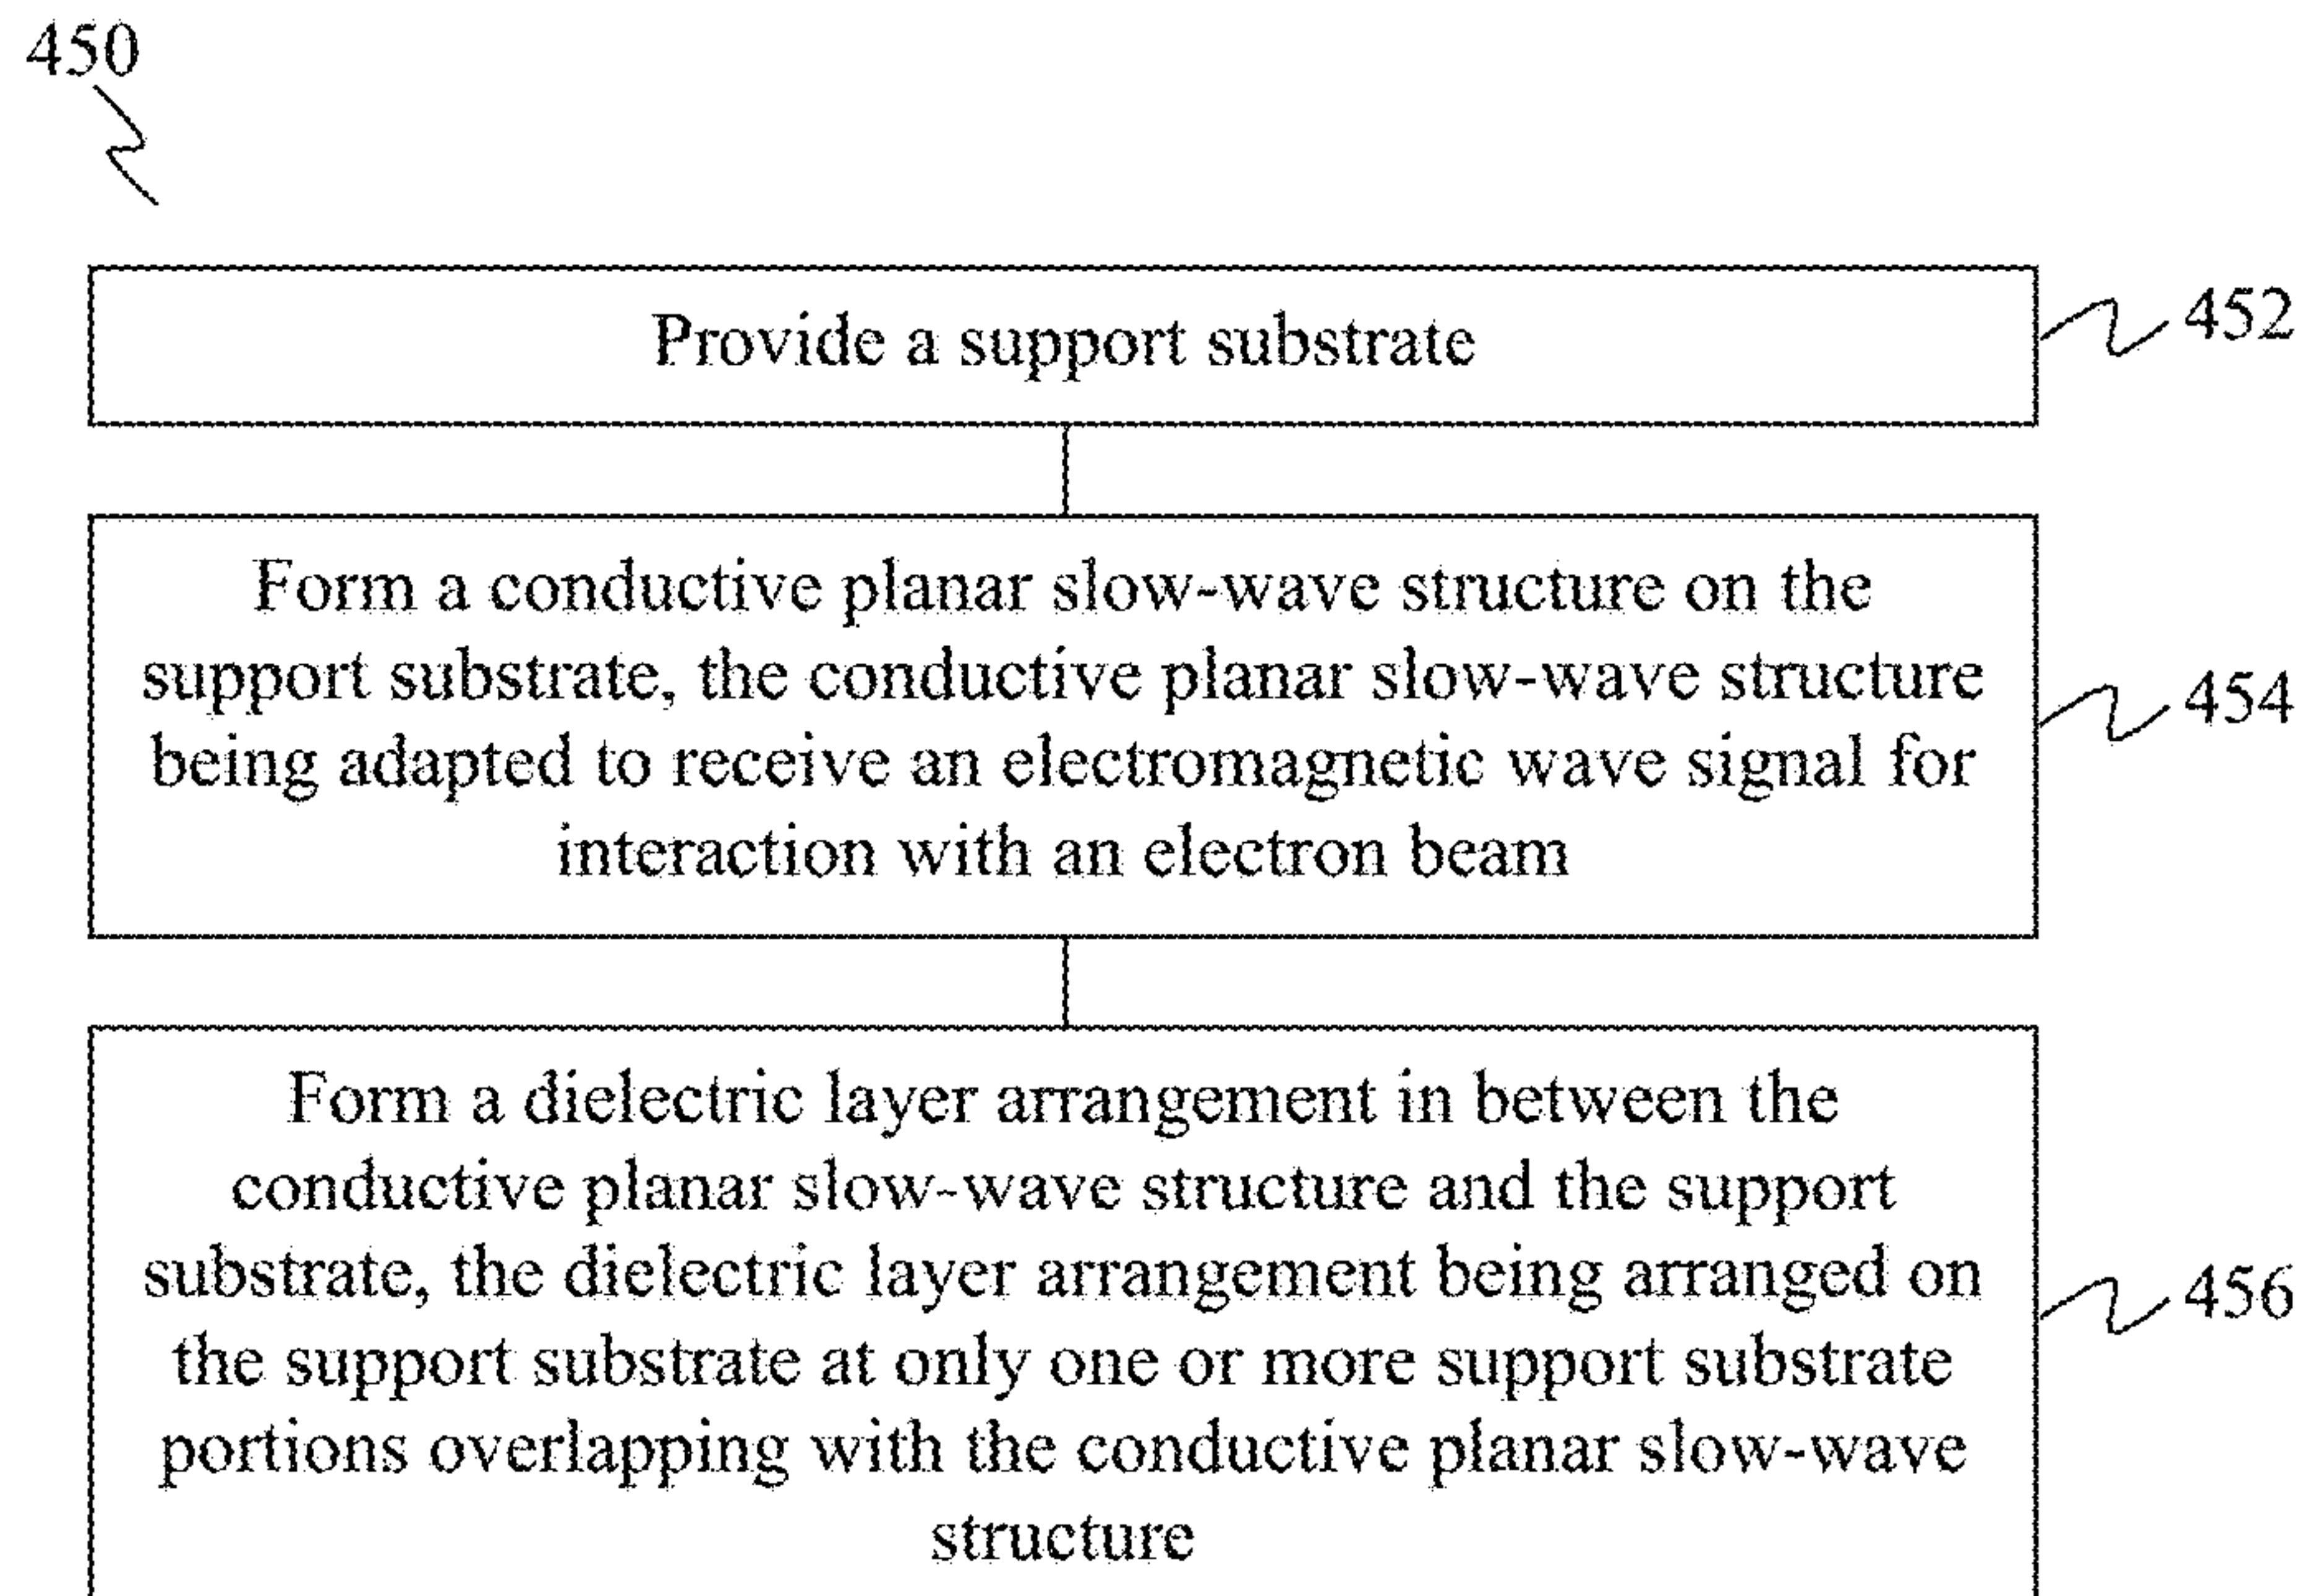 450
Provide a support substrate
452
Form a conductive planar slow-wave structure on the
support substrate, the conductive planar slow-wave structure
being adapted to receive an electromagnetic wave signal for
interaction with an electron beam
454
Form a dielectric layer arrangement in between the
conductive planar slow-wave structure and the support
substrate, the dielectric layer arrangement being arranged on
the support substrate at only one or more support substrate
portions overlapping with the conductive planar slow-wave
structure
456